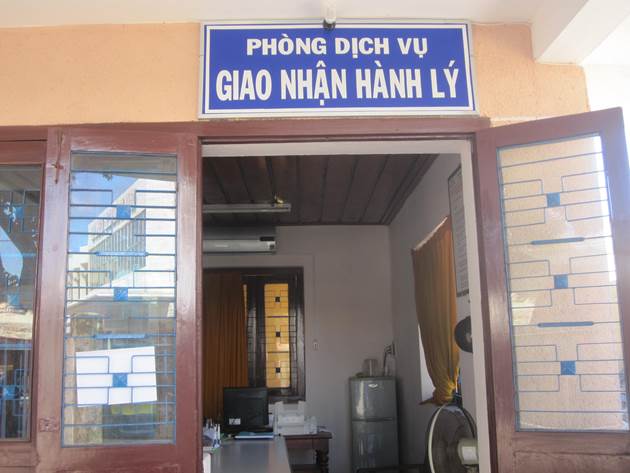 PHÒNG DỊCH VỤ
GIAO NHẬN HÀNH LÝ